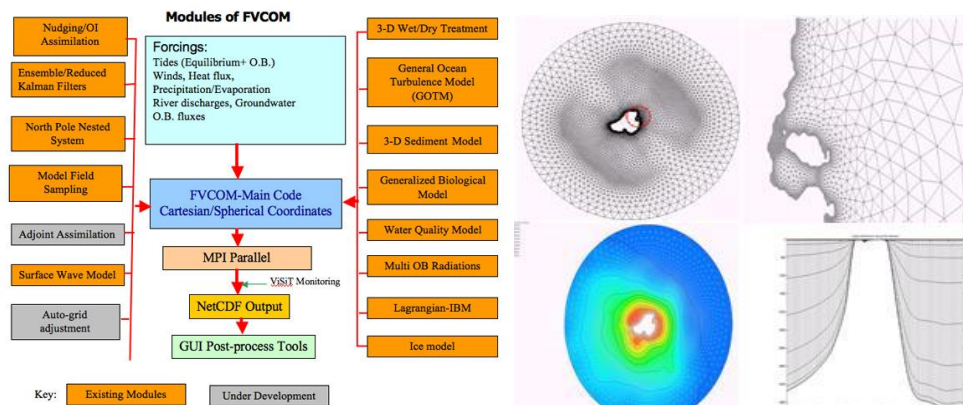 Modules of FVCOM
Nudging/OI
Assimilation
Ensemble/Reduced
Kalman Filters
North Pole Nested
System
Model Field
Sampling
Adjoint Assimilation
Surface Wave Model
Auto-grid
adjustment
Forcings:
Tides (Equilibrium+ O.B.)
Winds, Heat flux,
Precipitation/Evaporation
River discharges, Groundwater
O.B. fluxes
FVCOM-Main Code
Cartesian/Spherical Coordinates
MPI Parallel
ViSiT Monitoring
NetCDF Output
GUI Post-process Tools
3-D Wet/Dry Treatment
General Ocean
Turbulence Model
(GOTM)
3-D Sediment Model
Generalized Biological
Model
Water Quality Model
Multi OB Radiations
Lagrangian-IBM
Ice model
Key:
Existing Modules
Under Development